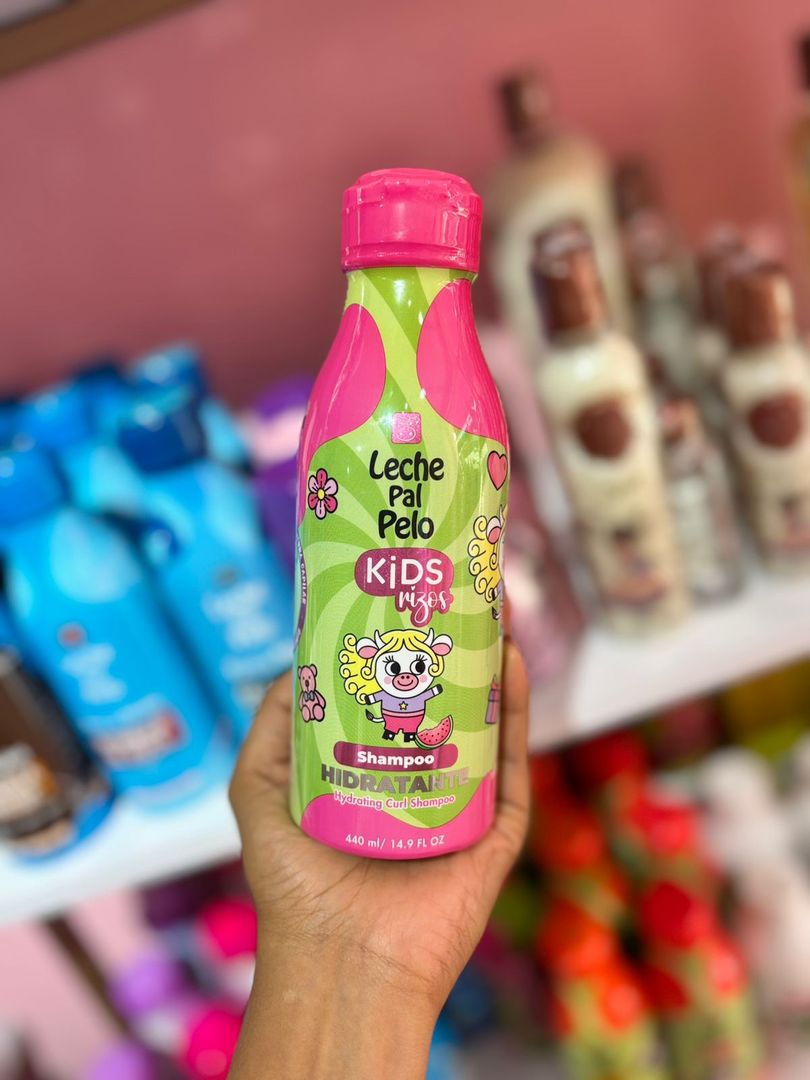 Leche
Pal
Pelo
KiDS
rizos
Shampoo
HIDRATANTE
Hydrating Curl Shampoo
440 ml/ 14.9 FL OZ